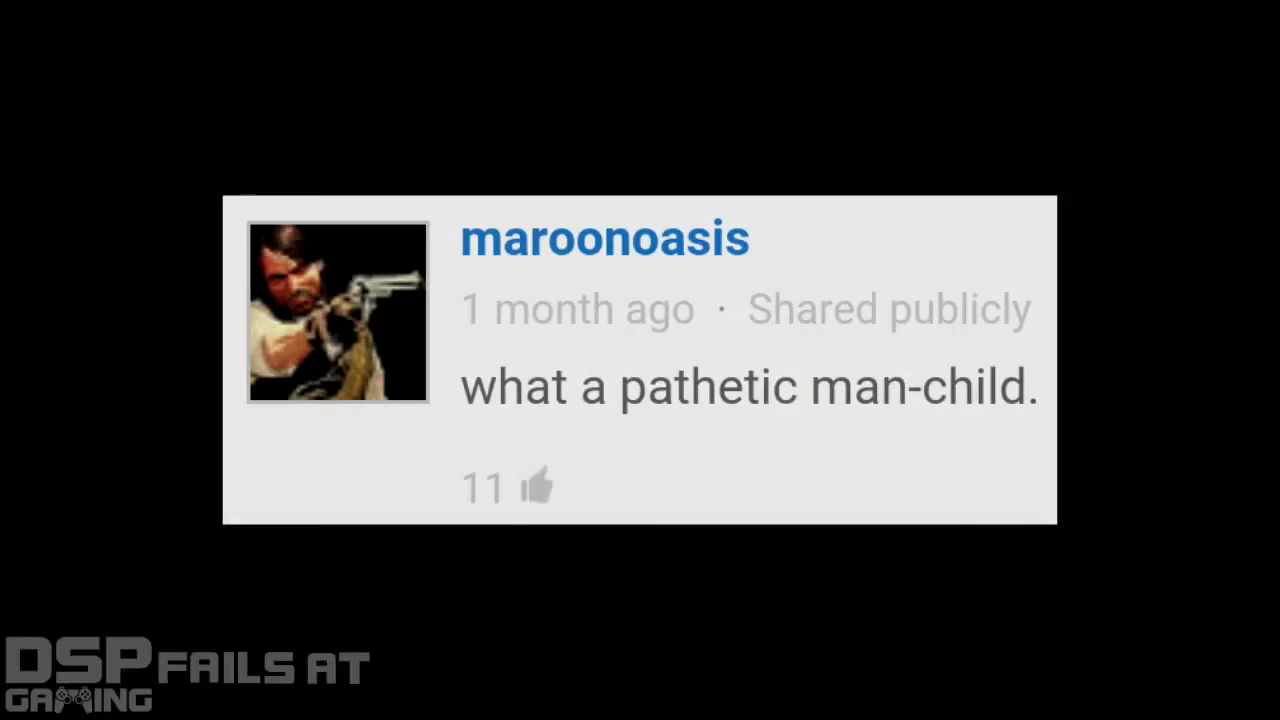 maroonoasis
1 month ago · Shared publicly
what a pathetic man-child.
11
DSP FAILS AT
GAMING